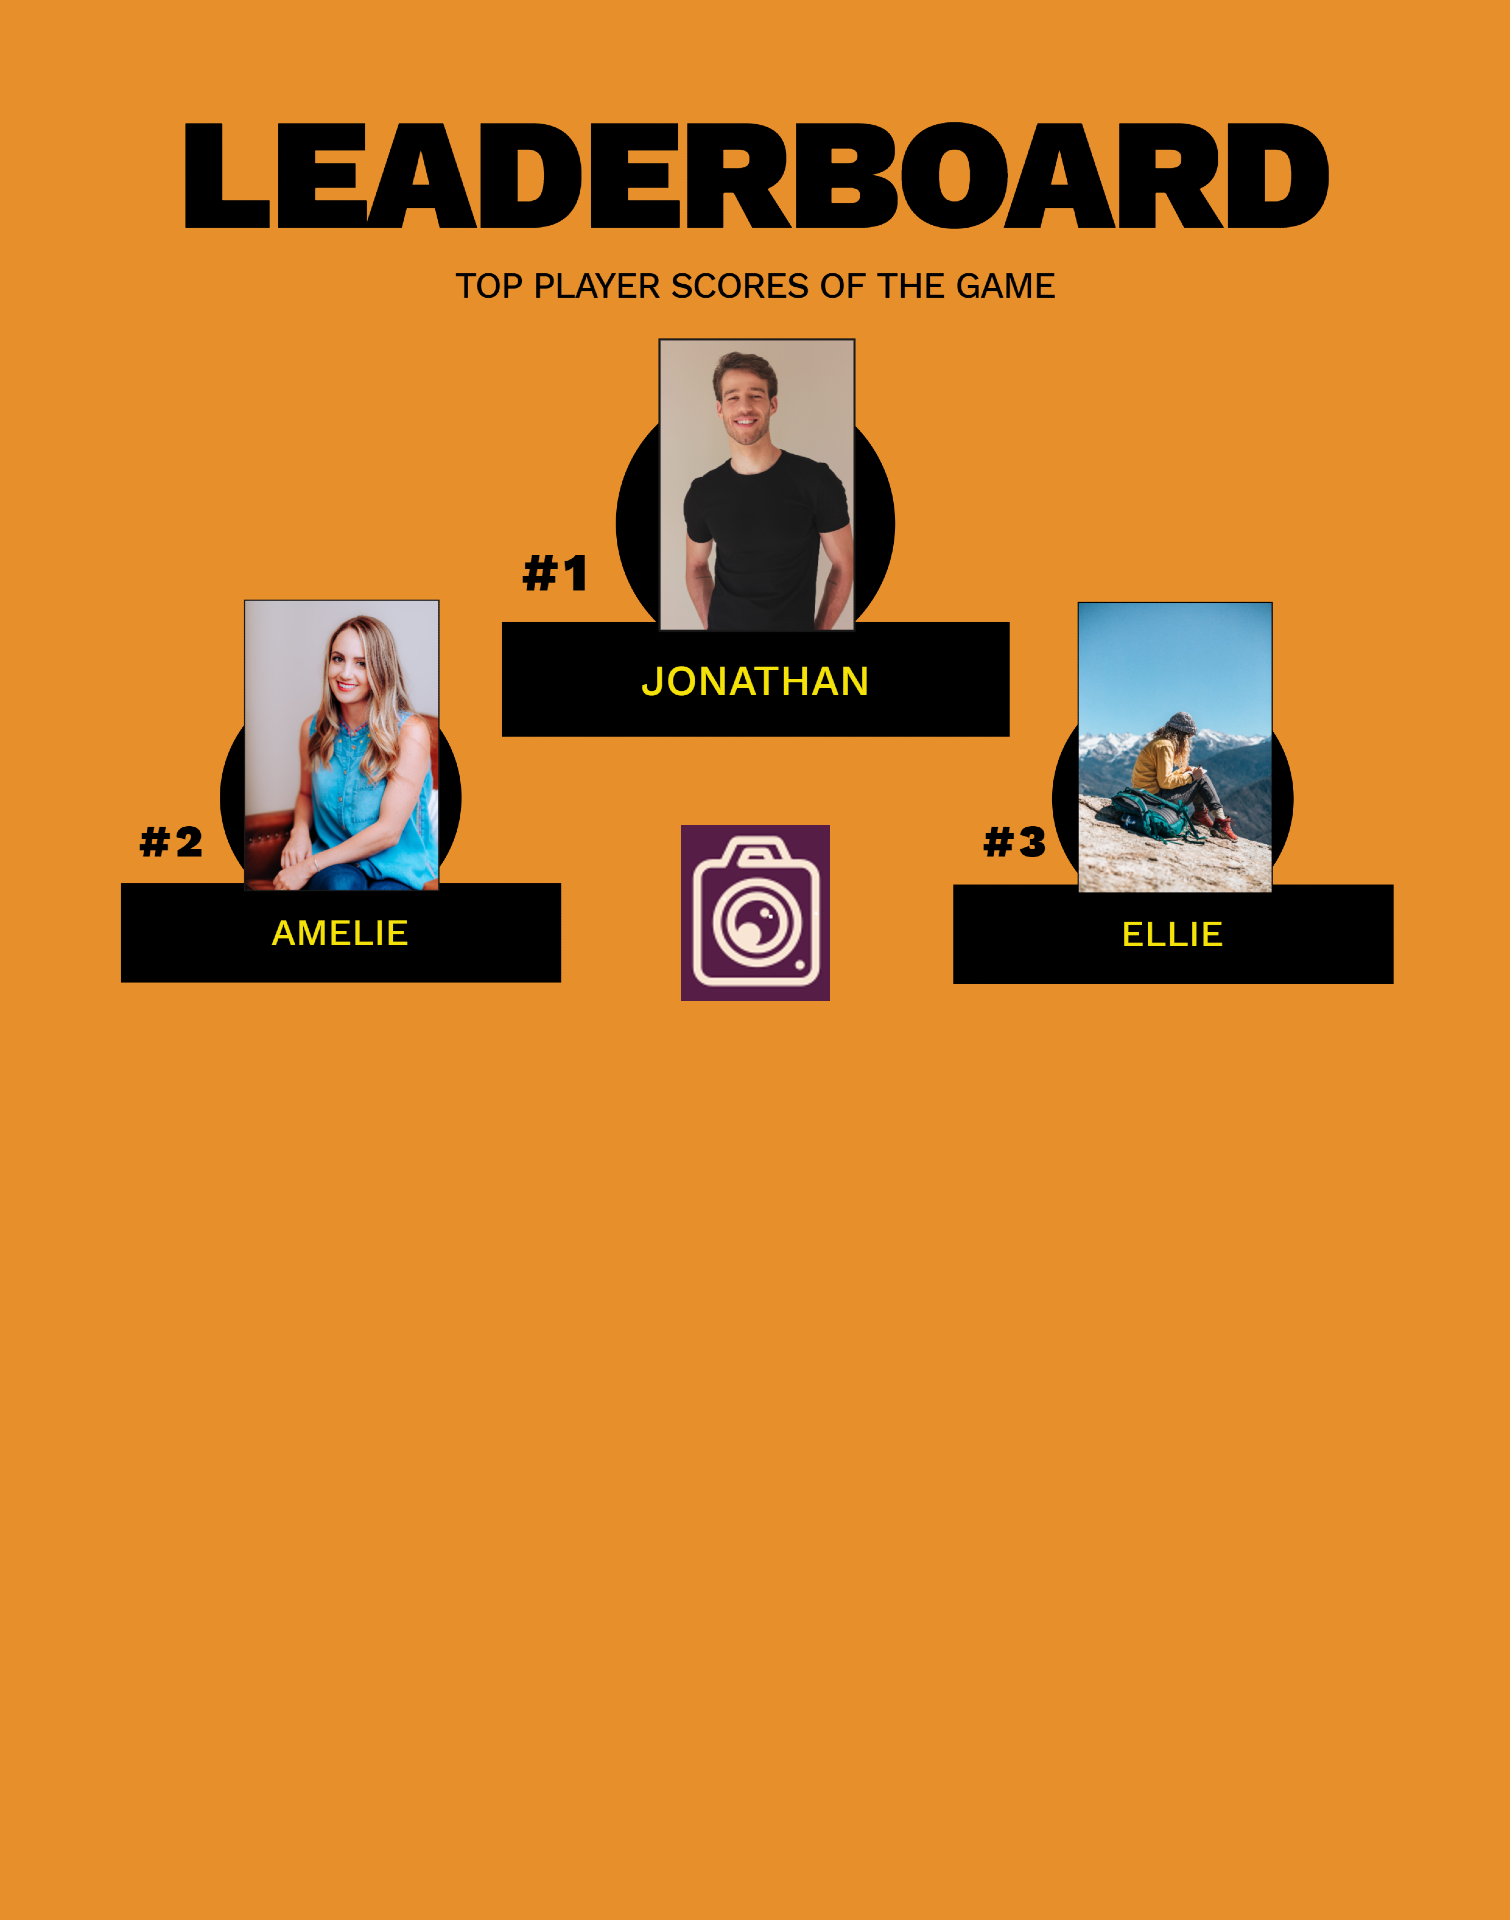 LEADERBOARD
TOP PLAYER SCORES OF THE GAME
#1
JONATHAN
#2
AMELIE
#3
ELLIE